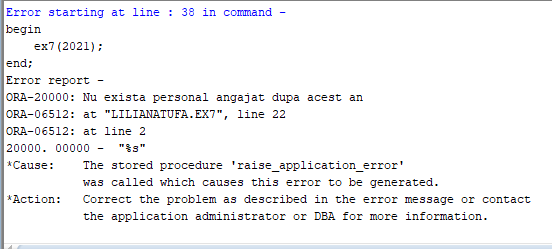 Error starting at line : 38 in command -
begin
    ex7(2021);
end;
Error report -
ORA-20000: Nu exista personal angajat dupa acest an
ORA-06512: at "LILIANATUFA.EX7", line 22
ORA-06512: at line 2
20000. 00000 -  "%s"
*Cause:    The stored procedure 'raise_application_error'
           was called which causes this error to be generated.
*Action:   Correct the problem as described in the error message or contact
           the application administrator or DBA for more information.